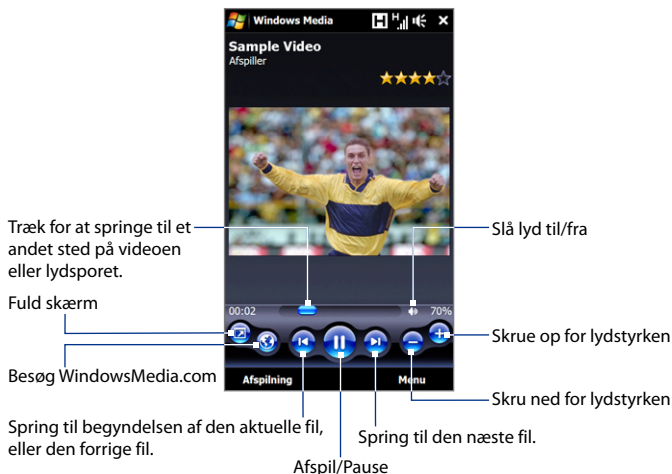 Windows Media
H
Sample Video
Afspiller
Træk for at springe til et
andet sted på videoen
eller lydsporet.
Slå lyd til/fra
Fuld skærm
00:02
70%
Skrue op for lydstyrken
Besøg WindowsMedia.com
Afspilning
Menu
Skru ned for lydstyrken
Spring til begyndelsen af den aktuelle fil,
eller den forrige fil.
Spring til den næste fil.
Afspil/Pause